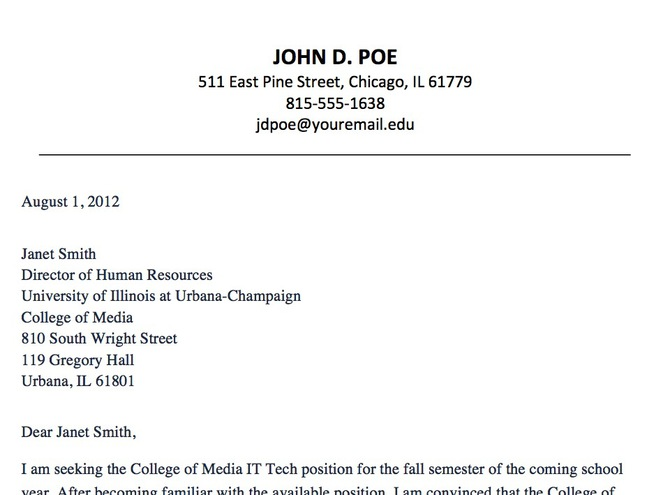 JOHN D. POE
511 East Pine Street, Chicago, IL 61779
815-555-1638
jdpoe@youremail.edu
August 1, 2012
Janet Smith
Director of Human Resources
University of Illinois at Urbana-Champaign
College of Media
810 South Wright Street
119 Gregory Hall
Urbana, IL 61801
Dear Janet Smith,
I am seeking the College of Media IT Tech position for the fall semester of the coming school
year. After becoming familiar with the available position, I am convinced that the College of